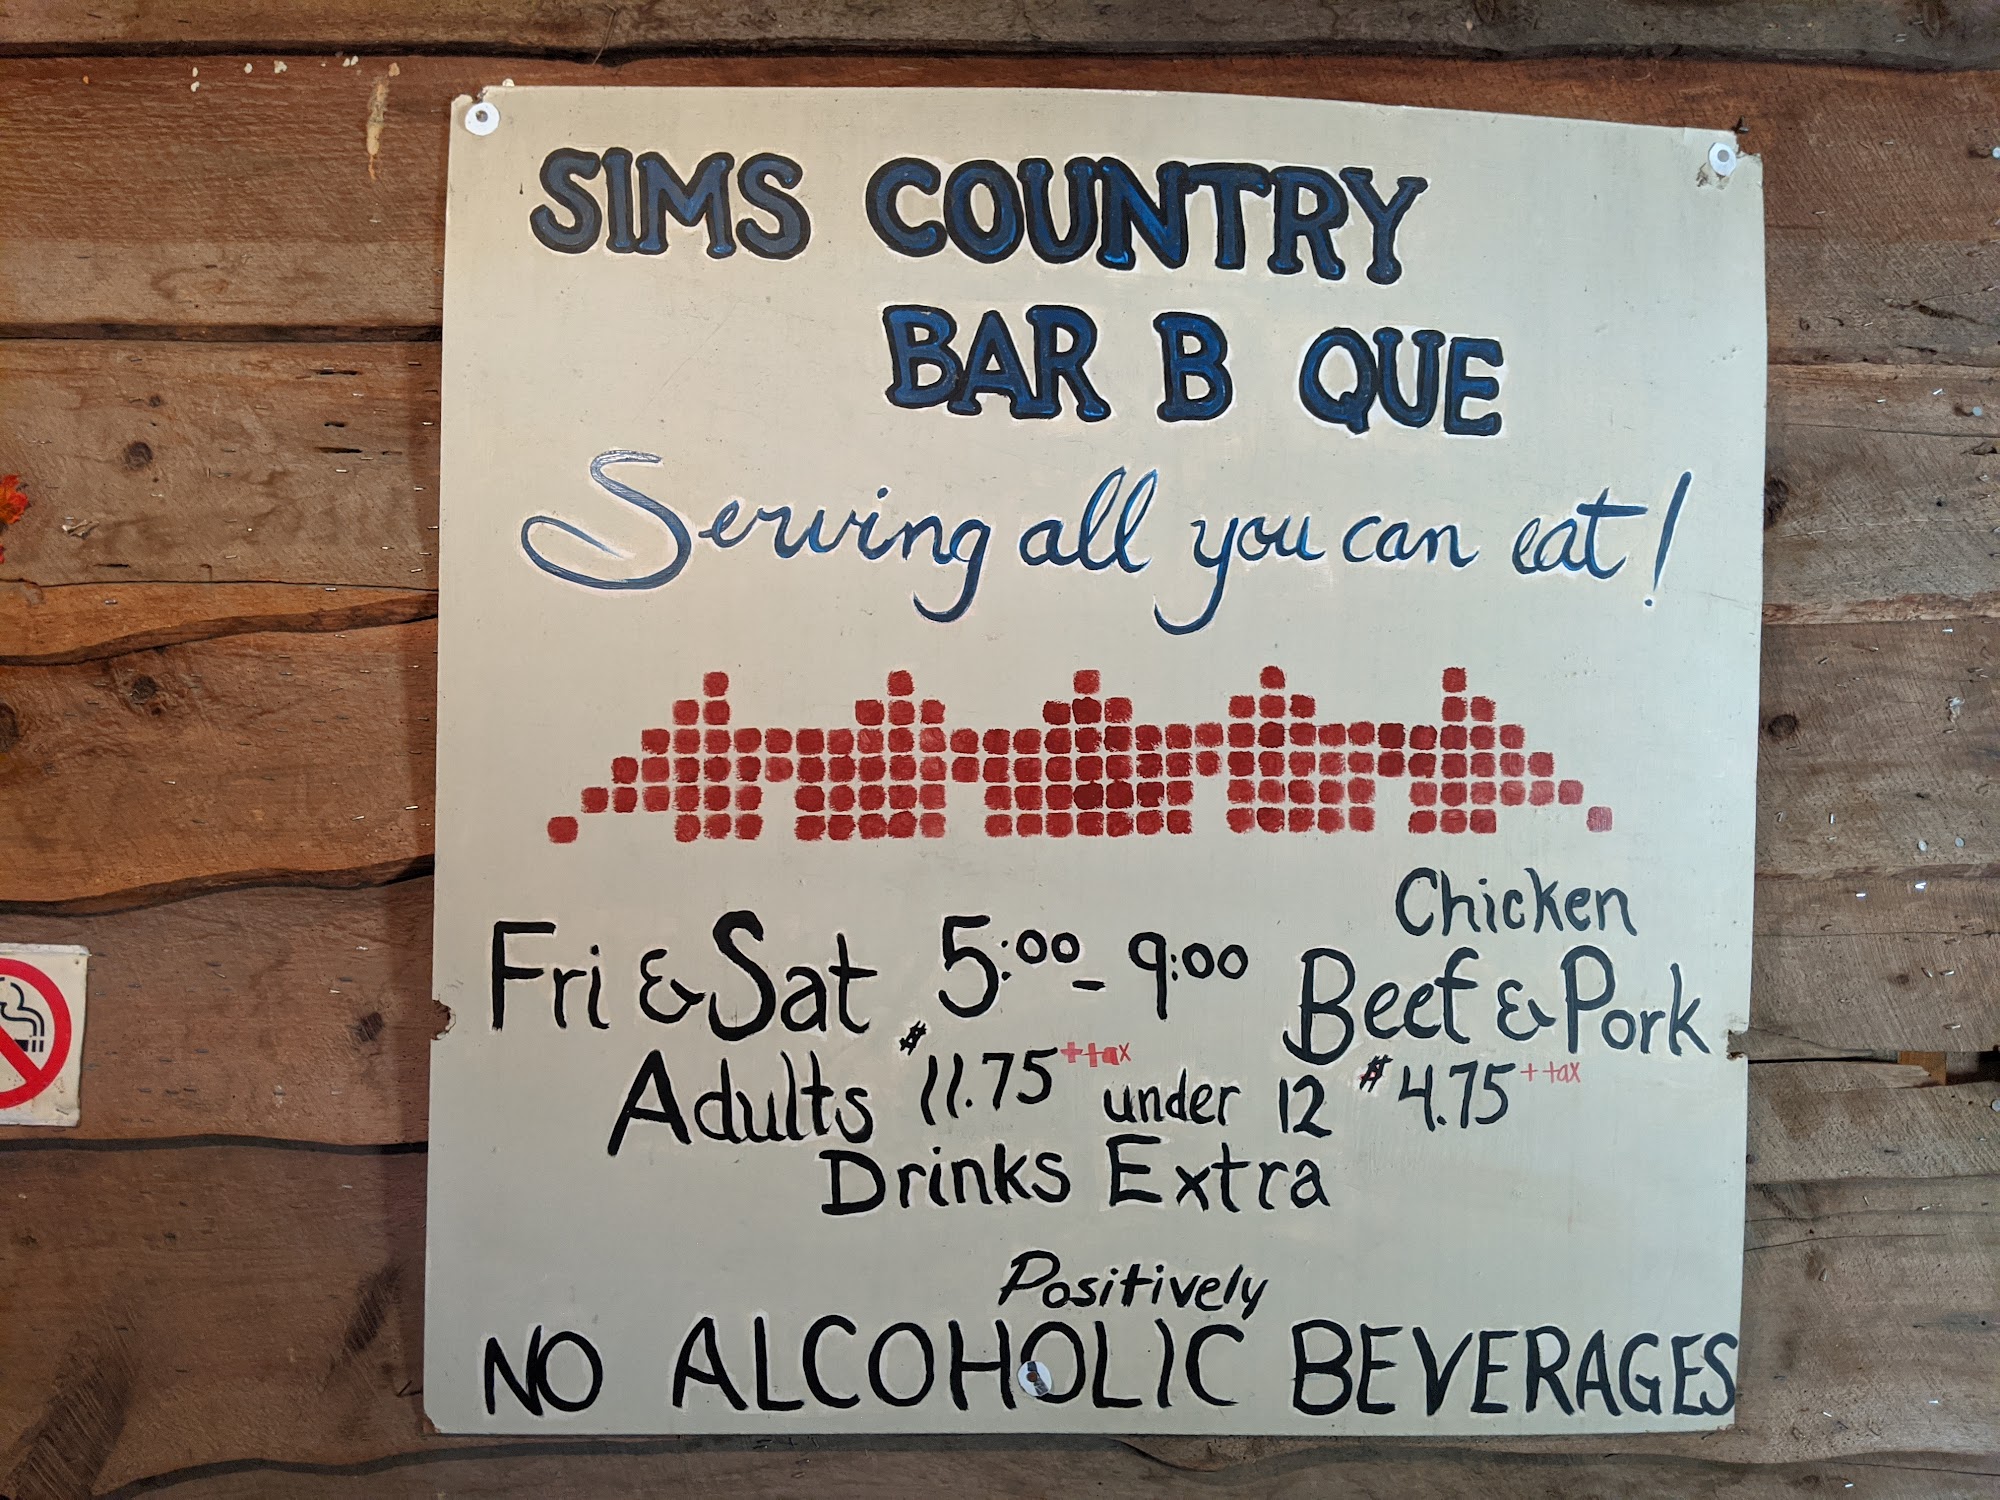 SIMS COUNTRY
BAR B QUE
Serving all you can eat!
Chicken
Fri & Sat 5:00 - 9:00 Beef & Pork
Adults $11.75 + tax under 12 $4.75 + tax
Drinks Extra
Positively
NO ALCOHOLIC BEVERAGES